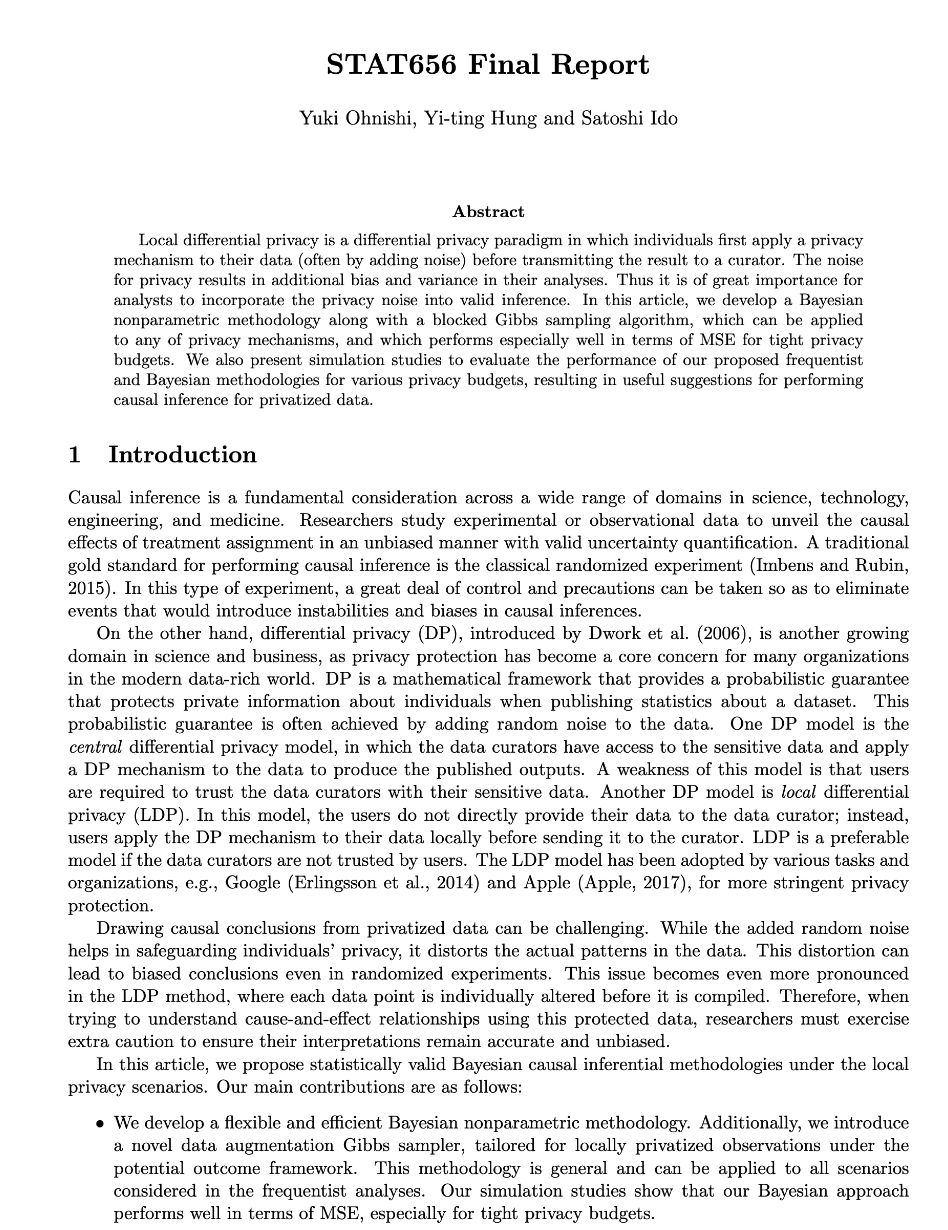 STAT656 Final Report
Yuki Ohnishi, Yi-ting Hung and Satoshi Ido
Abstract
Local differential privacy is a differential privacy paradigm in which individuals first apply a privacy
mechanism to their data (often by adding noise) before transmitting the result to a curator. The noise
for privacy results in additional bias and variance in their analyses. Thus it is of great importance for
analysts to incorporate the privacy noise into valid inference. In this article, we develop a Bayesian
nonparametric methodology along with a blocked Gibbs sampling algorithm, which can be applied
to any of privacy mechanisms, and which performs especially well in terms of MSE for tight privacy
budgets. We also present simulation studies to evaluate the performance of our proposed frequentist
and Bayesian methodologies for various privacy budgets, resulting in useful suggestions for performing
causal inference for privatized data.
1 Introduction
Causal inference is a fundamental consideration across a wide range of domains in science, technology,
engineering, and medicine. Researchers study experimental or observational data to unveil the causal
effects of treatment assignment in an unbiased manner with valid uncertainty quantification. A traditional
gold standard for performing causal inference is the classical randomized experiment (Imbens and Rubin,
2015). In this type of experiment, a great deal of control and precautions can be taken so as to eliminate
events that would introduce instabilities and biases in causal inferences.
On the other hand, differential privacy (DP), introduced by Dwork et al. (2006), is another growing
domain in science and business, as privacy protection has become a core concern for many organizations
in the modern data-rich world. DP is a mathematical framework that provides a probabilistic guarantee
that protects private information about individuals when publishing statistics about a dataset. This
probabilistic guarantee is often achieved by adding random noise to the data. One DP model is the
central differential privacy model, in which the data curators have access to the sensitive data and apply
a DP mechanism to the data to produce the published outputs. A weakness of this model is that users
are required to trust the data curators with their sensitive data. Another DP model is local differential
privacy (LDP). In this model, the users do not directly provide their data to the data curator; instead,
users apply the DP mechanism to their data locally before sending it to the curator. LDP is a preferable
model if the data curators are not trusted by users. The LDP model has been adopted by various tasks and
organizations, e.g., Google (Erlingsson et al., 2014) and Apple (Apple, 2017), for more stringent privacy
protection.
Drawing causal conclusions from privatized data can be challenging. While the added random noise
helps in safeguarding individuals' privacy, it distorts the actual patterns in the data. This distortion can
lead to biased conclusions even in randomized experiments. This issue becomes even more pronounced
in the LDP method, where each data point is individually altered before it is compiled. Therefore, when
trying to understand cause-and-effect relationships using this protected data, researchers must exercise
extra caution to ensure their interpretations remain accurate and unbiased.
In this article, we propose statistically valid Bayesian causal inferential methodologies under the local
privacy scenarios. Our main contributions are as follows:
• We develop a flexible and efficient Bayesian nonparametric methodology. Additionally, we introduce
a novel data augmentation Gibbs sampler, tailored for locally privatized observations under the
potential outcome framework. This methodology is general and can be applied to all scenarios
considered in the frequentist analyses. Our simulation studies show that our Bayesian approach
performs well in terms of MSE, especially for tight privacy budgets.